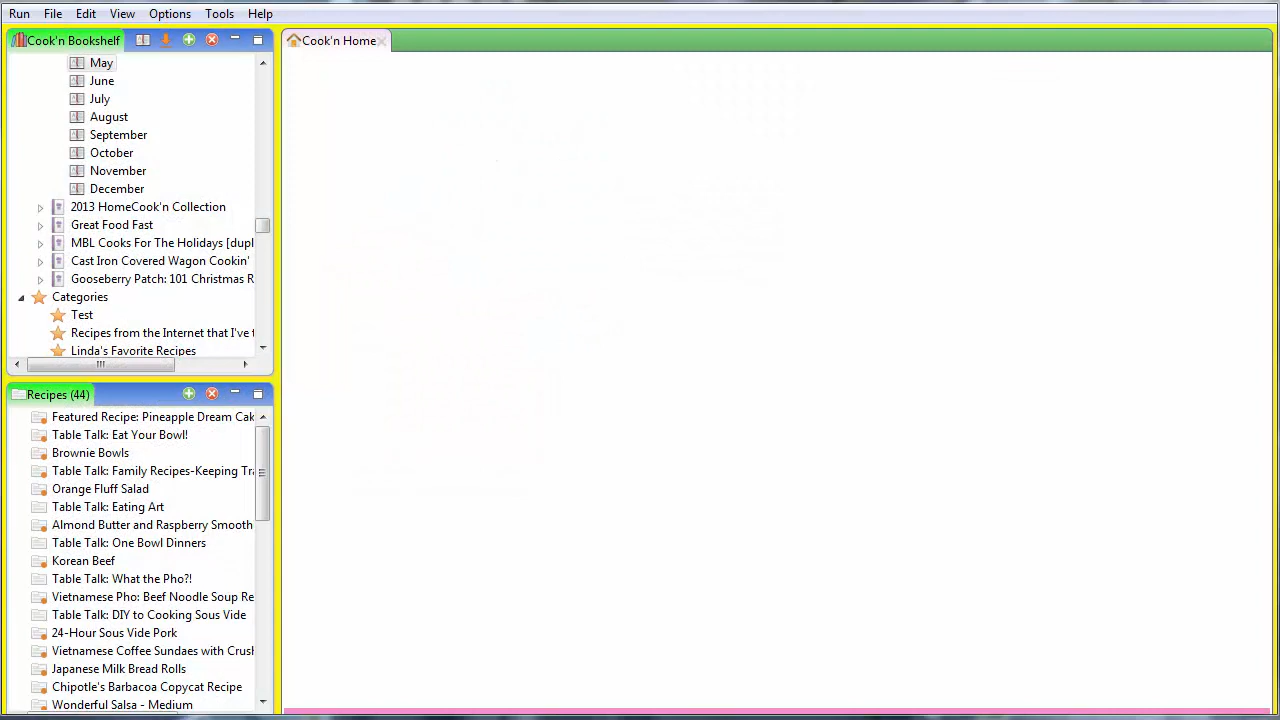 Run File Edit View Options Tools Help
Cook'n Bookshelf
May
June
July
August
September
October
November
December
2013 HomeCook'n Collection
Great Food Fast
MBL Cooks For The Holidays [dupl
Cast Iron Covered Wagon Cookin'
Gooseberry Patch: 101 Christmas R
Categories
Test
Recipes from the Internet that I've t
Linda's Favorite Recipes
Recipes (44)
Featured Recipe: Pineapple Dream Cak
Table Talk: Eat Your Bowl!
Brownie Bowls
Table Talk: Family Recipes-Keeping Tra
Orange Fluff Salad
Table Talk: Eating Art
Almond Butter and Raspberry Smooth
Table Talk: One Bowl Dinners
Korean Beef
Table Talk: What the Pho?!
Vietnamese Pho: Beef Noodle Soup Re
Table Talk: DIY to Cooking Sous Vide
24-Hour Sous Vide Pork
Vietnamese Coffee Sundaes with Crush
Japanese Milk Bread Rolls
Chipotle's Barbacoa Copycat Recipe
Wonderful Salsa - Medium
Cook'n Home